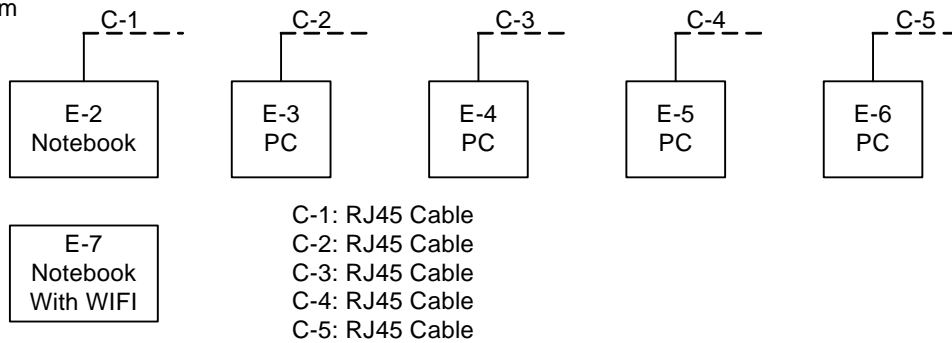 m
C-1
C-2
C-3
C-4
C-5
E-2
Notebook
E-3
PC
E-4
PC
E-5
PC
E-6
PC
E-7
Notebook
With WIFI
C-1: RJ45 Cable
C-2: RJ45 Cable
C-3: RJ45 Cable
C-4: RJ45 Cable
C-5: RJ45 Cable